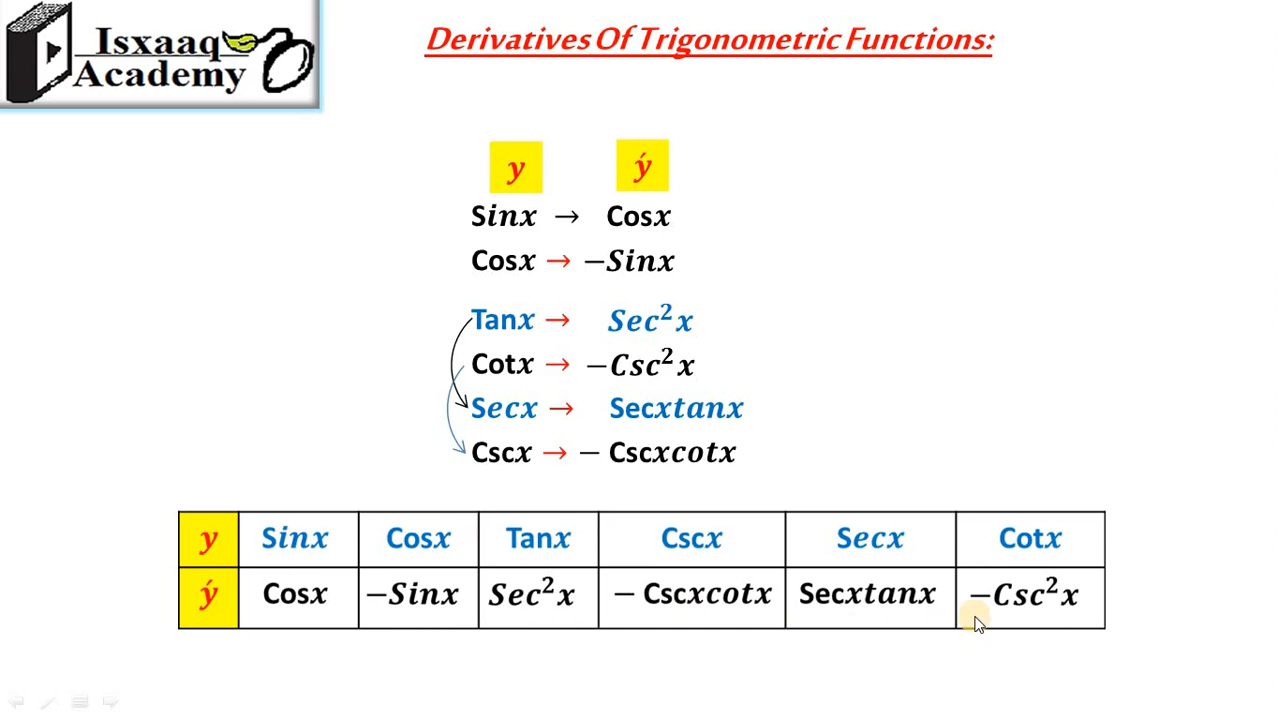 Isxaaq
Academy
Derivatives Of Trigonometric Functions:
y ý
Sinx → Cosx
Cosx → −Sinx
Tanx → Sec²x
Cotx → −Csc²x
Secx → Secxtanx
Cscx → − Cscxcotx
y Sinx Cosx Tanx Cscx Secx Cotx
ý Cosx −Sinx Sec²x − Cscxcotx Secxtanx −Csc²x